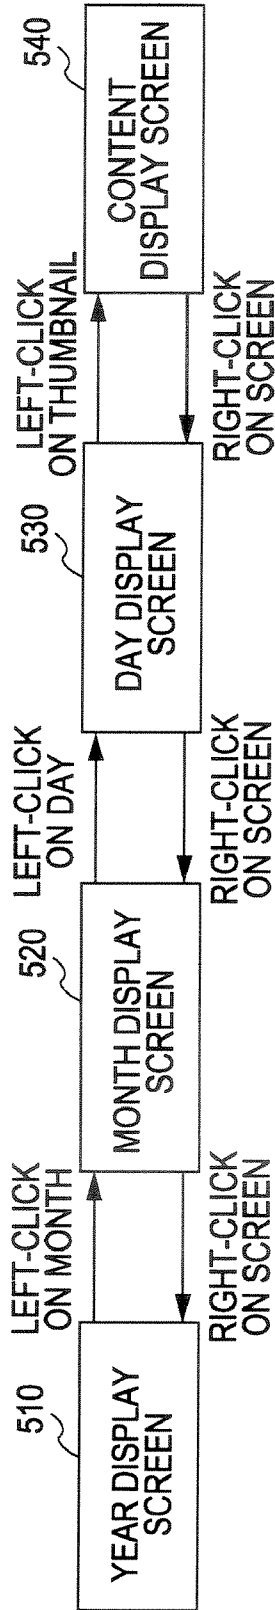 510
YEAR DISPLAY
SCREEN
LEFT-CLICK
ON MONTH
RIGHT-CLICK
ON SCREEN
520
MONTH DISPLAY
SCREEN
LEFT-CLICK
ON DAY
RIGHT-CLICK
ON SCREEN
530
DAY DISPLAY
SCREEN
LEFT-CLICK
ON THUMBNAIL
RIGHT-CLICK
ON SCREEN
540
CONTENT
DISPLAY SCREEN